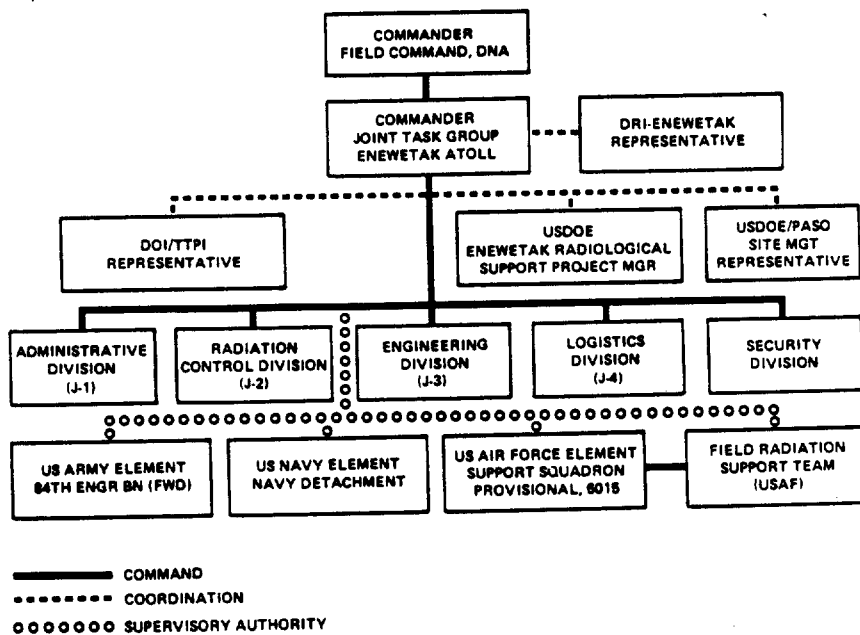 COMMANDER
FIELD COMMAND, DNA
COMMANDER
JOINT TASK GROUP
ENEWETAK ATOLL
DRI-ENEWETAK
REPRESENTATIVE
DOI/TTPI
REPRESENTATIVE
USDOE
ENEWETAK RADIOLOGICAL
SUPPORT PROJECT MGR
USDOE/PASO
SITE MGT
REPRESENTATIVE
ADMINISTRATIVE
DIVISION
(J-1)
RADIATION
CONTROL DIVISION
(J-2)
ENGINEERING
DIVISION
(J-3)
LOGISTICS
DIVISION
(J-4)
SECURITY
DIVISION
US ARMY ELEMENT
84TH ENGR BN (FWD)
US NAVY ELEMENT
NAVY DETACHMENT
US AIR FORCE ELEMENT
SUPPORT SQUADRON
PROVISIONAL, 6015
FIELD RADIATION
SUPPORT TEAM
(USAF)
COMMAND
COORDINATION
SUPERVISORY AUTHORITY